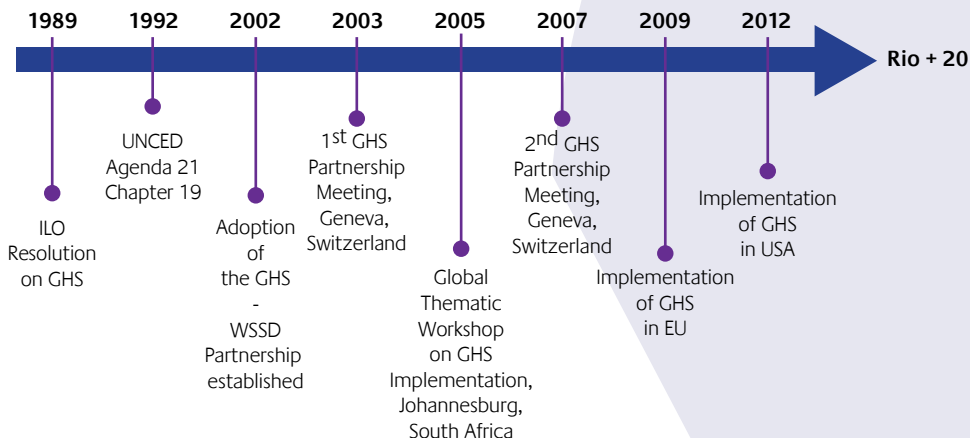 1989
1992
2002
2003
2005
2007
2009
2012
Rio + 20
ILO
Resolution
on GHS
UNCED
Agenda 21
Chapter 19
Adoption
of
the GHS
-
WSSD
Partnership
established
1st GHS
Partnership
Meeting,
Geneva,
Switzerland
Global
Thematic
Workshop
on GHS
Implementation,
Johannesburg,
South Africa
2nd GHS
Partnership
Meeting,
Geneva,
Switzerland
Implementation
of GHS
in EU
Implementation
of GHS
in USA